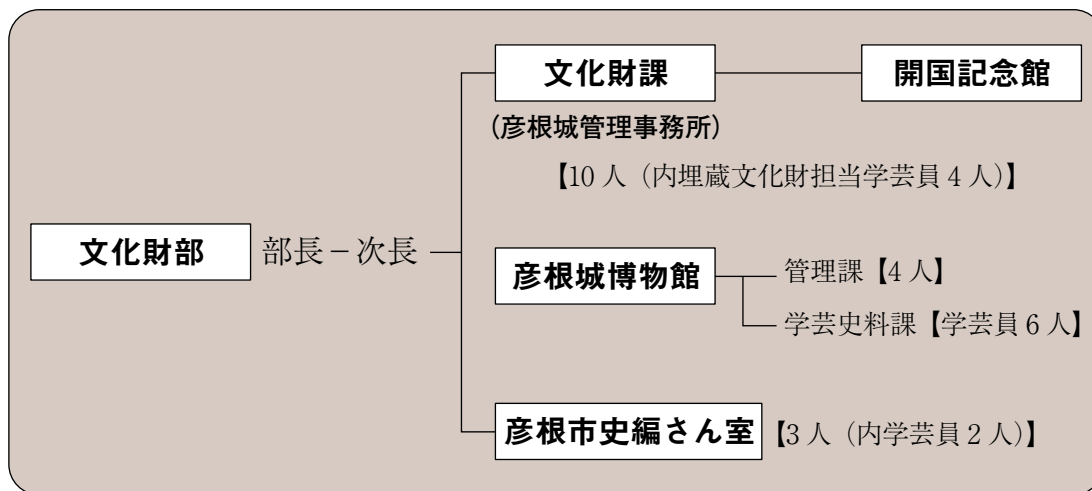 文化財課
開国記念館
(彦根城管理事務所)
【10人（内埋蔵文化財担当学芸員4人）】
文化財部
部長－次長
彦根城博物館
管理課【4人】
学芸史料課【学芸員6人】
彦根市史編さん室
【3人（内学芸員2人）】